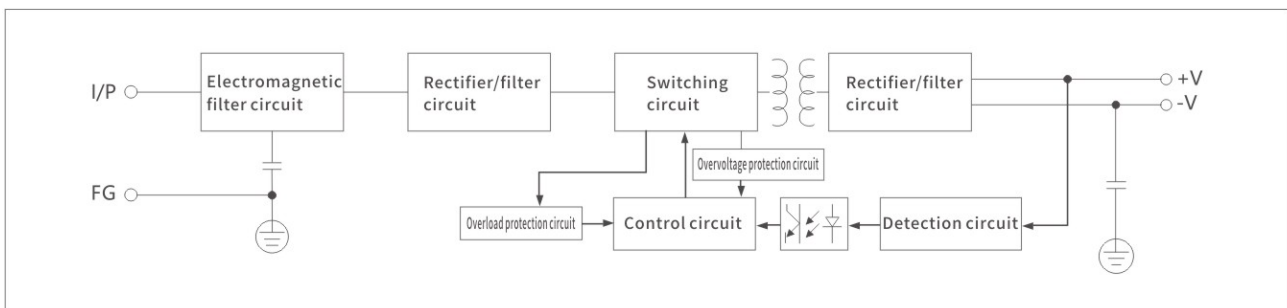 I/P
Electromagnetic
filter circuit
Rectifier/filter
circuit
Switching
circuit
Rectifier/filter
circuit
+V
-V
Overvoltage protection circuit
FG
Overload protection circuit
Control circuit
Detection circuit